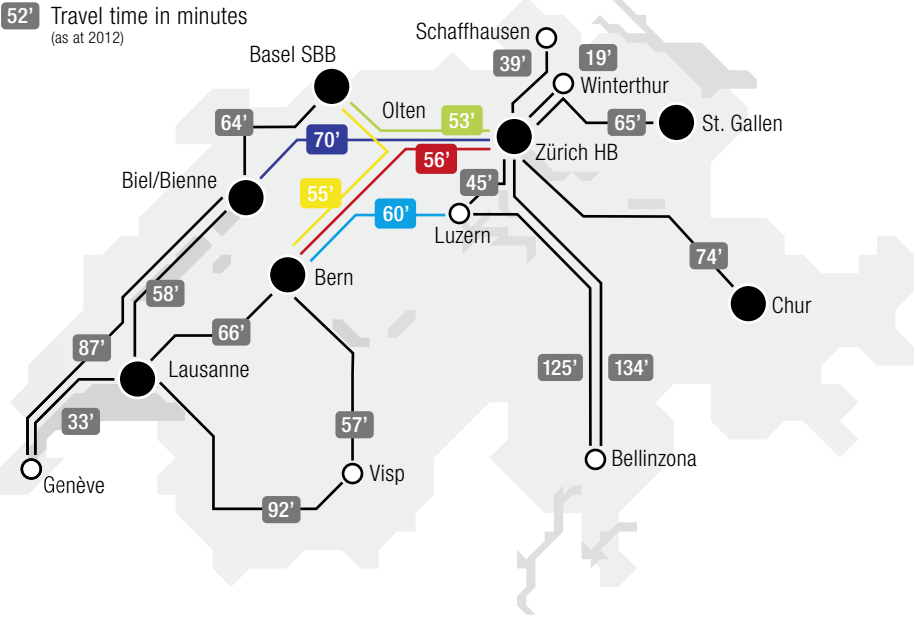 52’ Travel time in minutes
(as at 2012)
Schaffhausen
Basel SBB
39’
19’
Winterthur
Olten
64’
53’
65’
St. Gallen
70’
Zürich HB
56’
Biel/Bienne
45’
55’
60’
Luzern
74’
Bern
58’
Chur
66’
87’
Lausanne
125’
134’
33’
57’
Bellinzona
Visp
Genève
92’